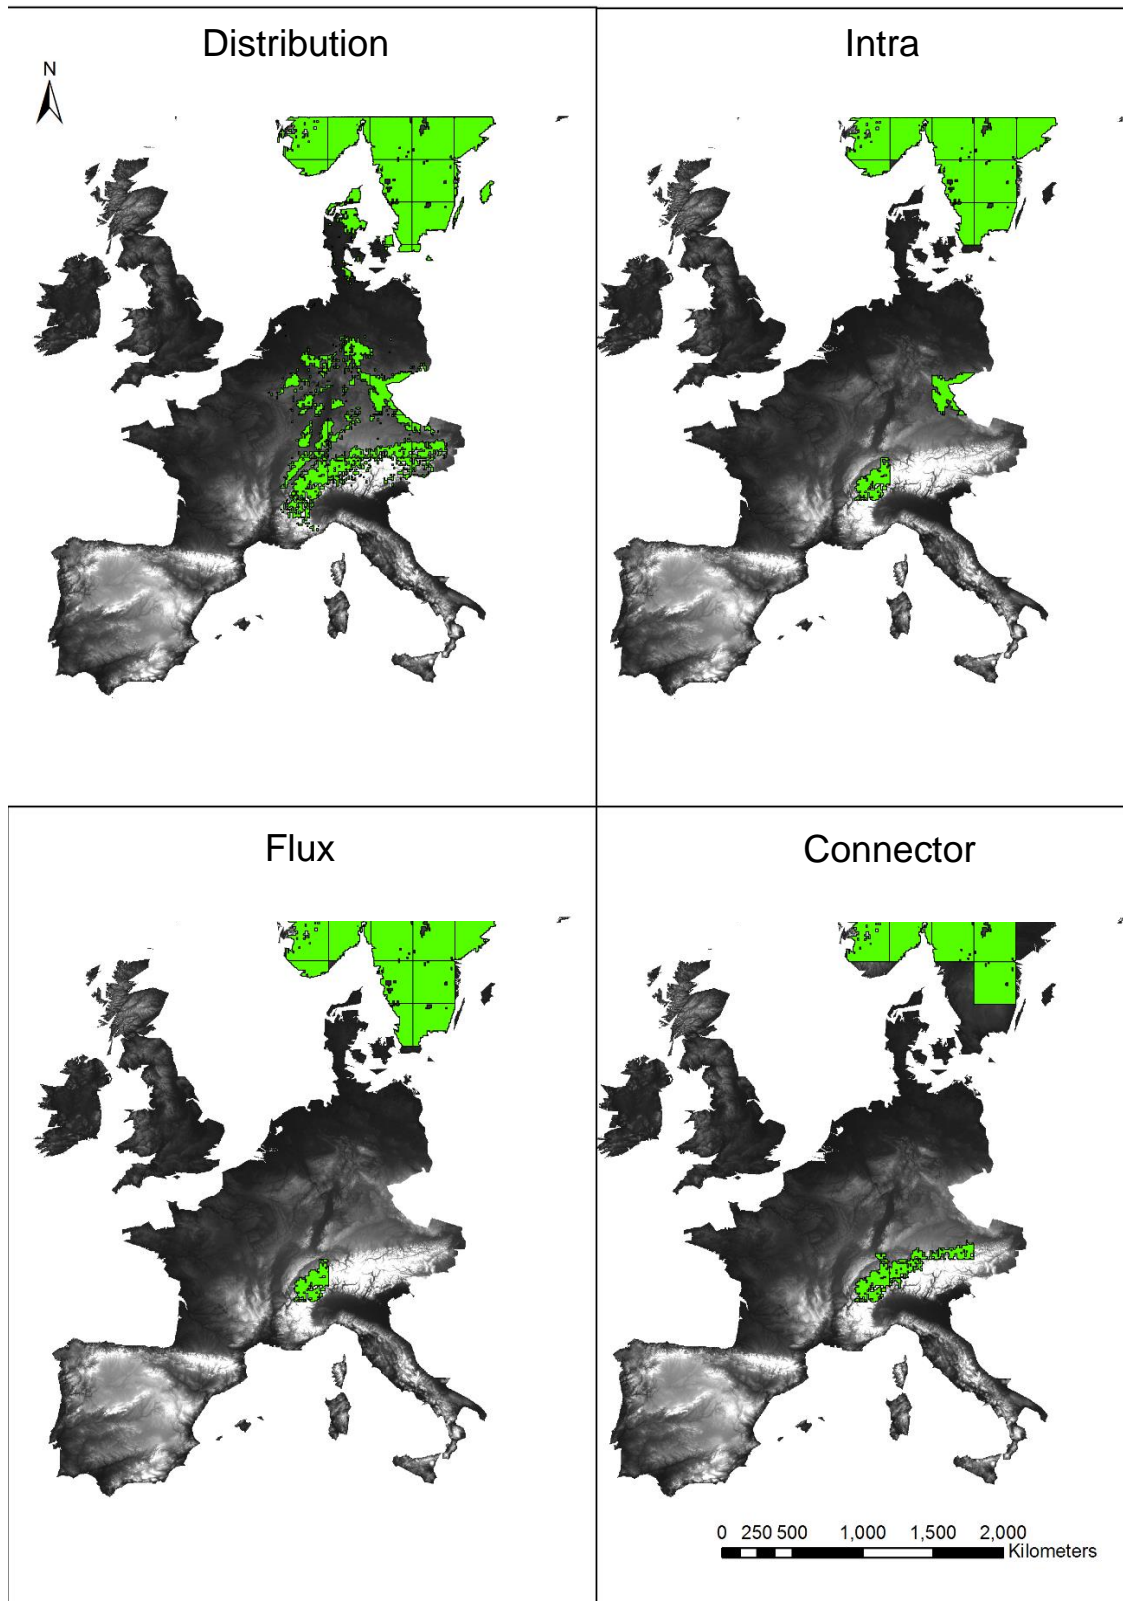 Distribution
Intra
N
Flux
Connector
0 250 500 1,000 1,500 2,000
Kilometers